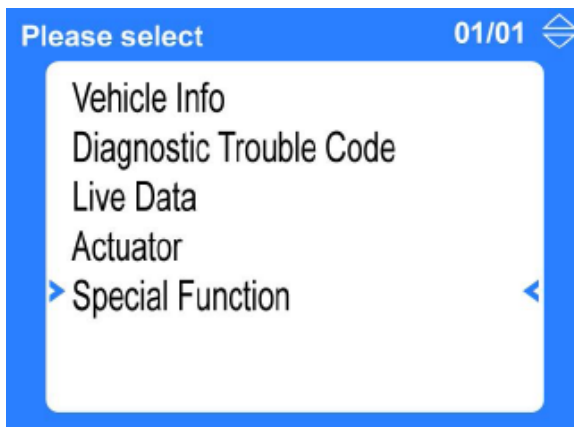 Please select 01/01
Vehicle Info
Diagnostic Trouble Code
Live Data
Actuator
> Special Function <